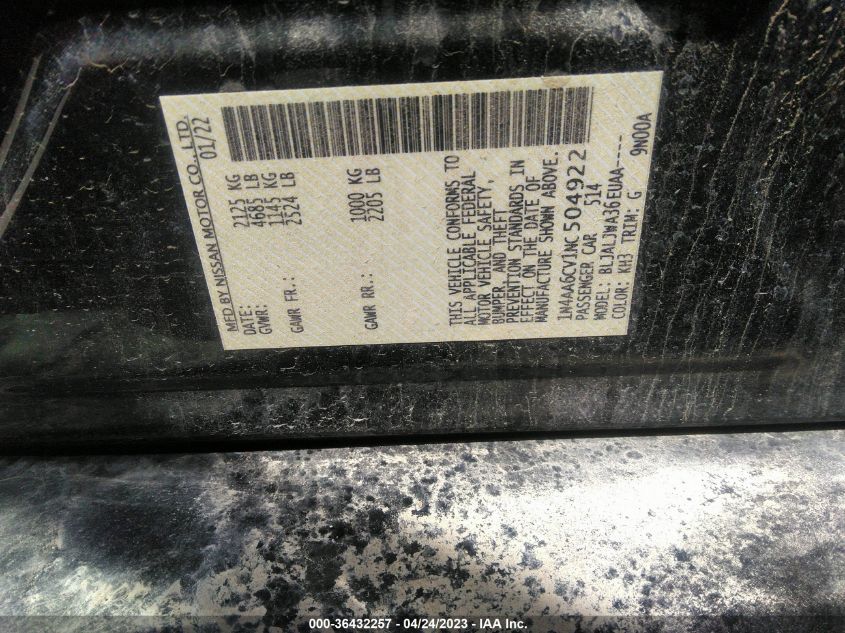 MFD BY NISSAN MOTOR CO., LTD.
DATE: 01/22
GVWR: 2125 KG
4685 LB
GAWR FR.: 1145 KG
2524 LB
GAWR RR.: 1000 KG
2205 LB
THIS VEHICLE CONFORMS TO
ALL APPLICABLE FEDERAL
MOTOR VEHICLE SAFETY,
BUMPER, AND THEFT
PREVENTION STANDARDS IN
EFFECT ON THE DATE OF
MANUFACTURE SHOWN ABOVE.
1N4AA6CV1NC504922
PASSENGER CAR 514
MODEL: BLJALJWA36EUAA-----
COLOR: KH3 TRIM: G 9N00A
000-36432257 - 04/24/2023 - IAA Inc.